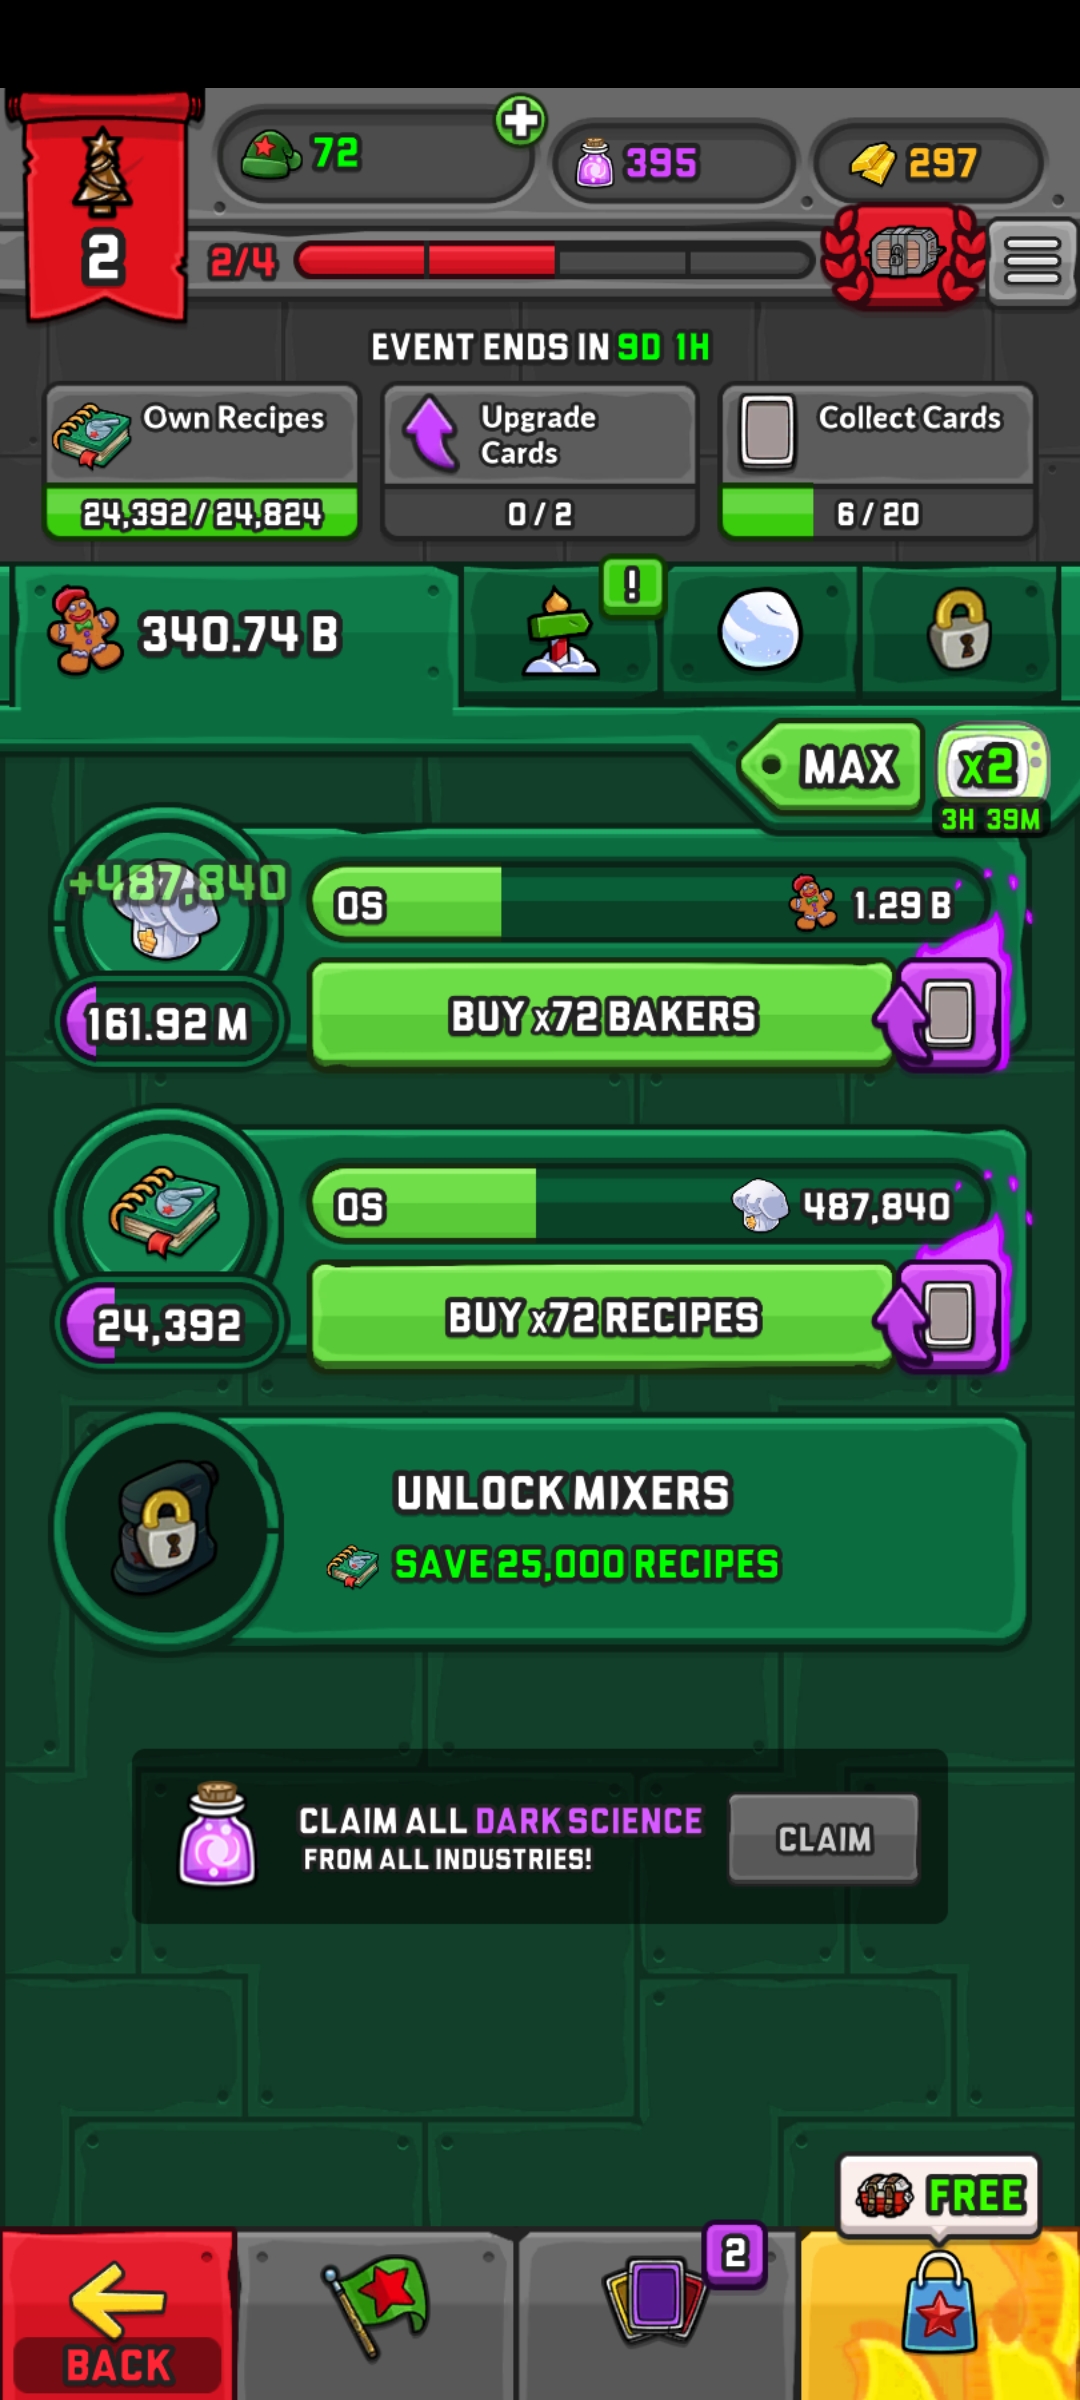 72
395
297
2
2/4
EVENT ENDS IN 9D 1H
Own Recipes
24,392/24,824
Upgrade
Cards
0/2
Collect Cards
6/20
340.74 B
!
MAX
x2
3H 39M
+487,840
0S
1.29 B
161.92 M
BUY x72 BAKERS
0S
487,840
24,392
BUY x72 RECIPES
UNLOCK MIXERS
SAVE 25,000 RECIPES
CLAIM ALL DARK SCIENCE
FROM ALL INDUSTRIES!
CLAIM
FREE
2
BACK